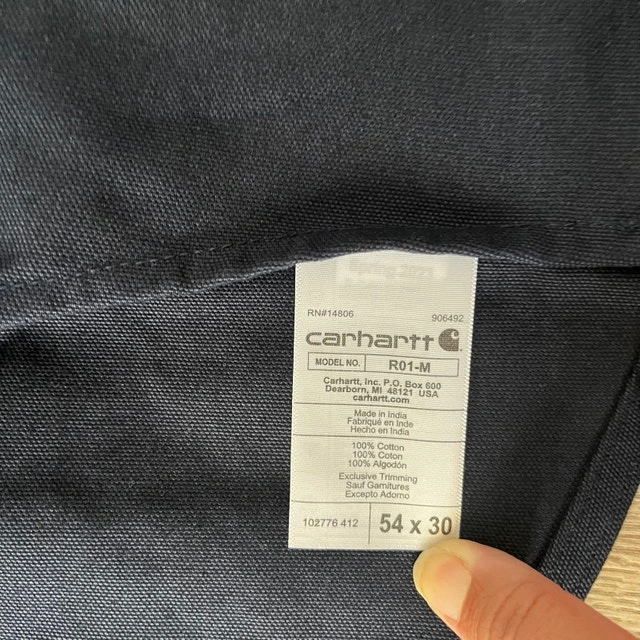 RN#14806 906492
carhartt
MODEL NO. R01-M
Carhartt, Inc. P.O. Box 600
Dearborn, MI 48121 USA
carhartt.com
Made in India
Fabriqué en Inde
Hecho en India
100% Cotton
100% Coton
100% Algodón
Exclusive Trimming
Sauf Garnitures
Excepto Adorno
102776 412 54 x 30